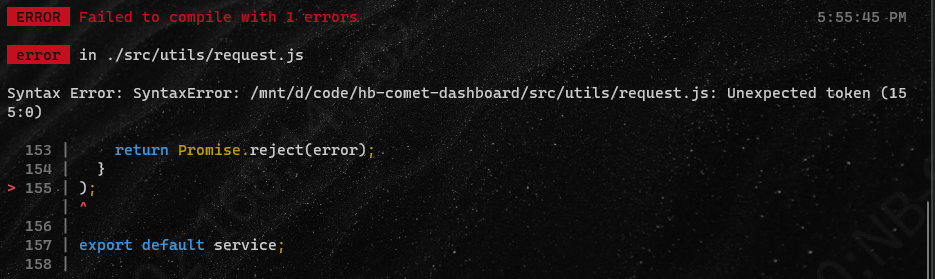 ERROR Failed to compile with 1 errors 5:55:45 PM
error in ./src/utils/request.js
Syntax Error: SyntaxError: /mnt/d/code/hb-comet-dashboard/src/utils/request.js: Unexpected token (15
5:0)
153 | return Promise.reject(error);
154 | }
> 155 | );
| ^
156 |
157 | export default service;
158 |